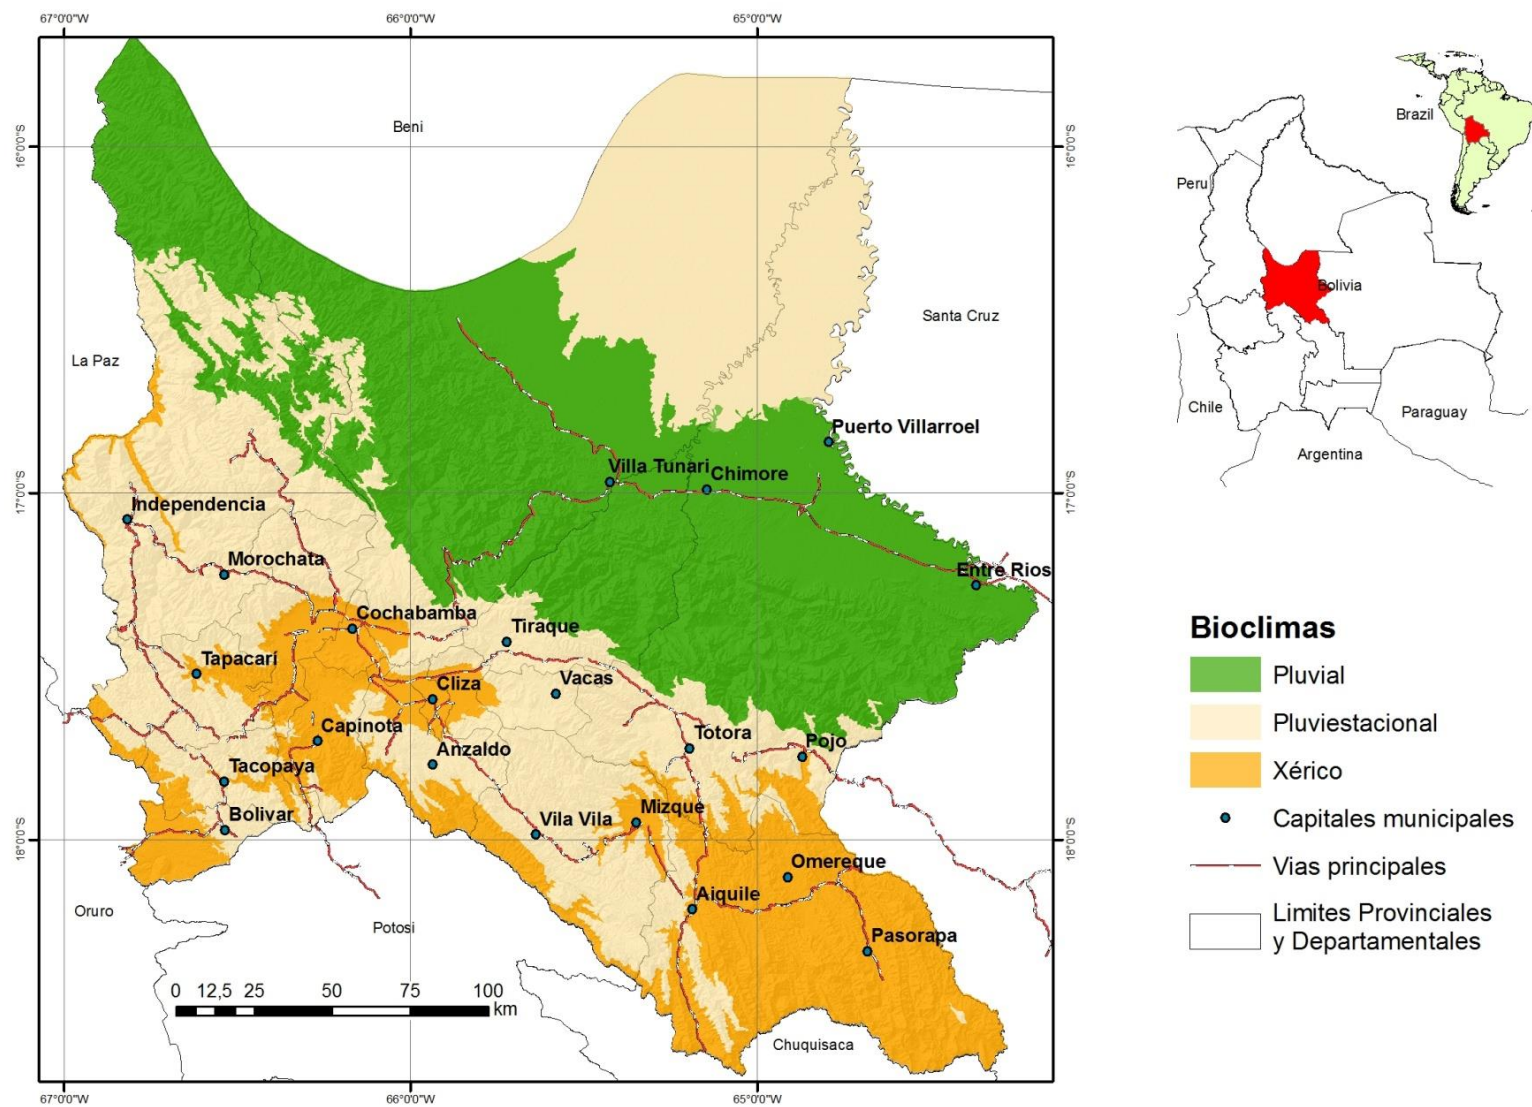 67°0'0"W
66°0'0"W
65°0'0"W
Beni
16°0'0"S
16°0'0"S
Brazil
Peru
Bolivia
Santa Cruz
La Paz
Chile
Paraguay
Argentina
Puerto Villarroel
Villa Tunari
Chimore
17°0'0"S
17°0'0"S
Independencia
Morochata
Entre Rios
Cochabamba
Tiraque
Tapacarí
Cliza
Vacas
Capinota
Totora
Pojo
Anzaldo
Tacopaya
Bolivar
Vila Vila
Mizque
18°0'0"S
18°0'0"S
Omereque
Aiquile
Oruro
Potosi
Pasorapa
0 12,5 25 50 75 100
km
Chuquisaca
67°0'0"W
66°0'0"W
65°0'0"W
Bioclimas
Pluvial
Pluviestacional
Xérico
Capitales municipales
Vias principales
Limites Provinciales
y Departamentales